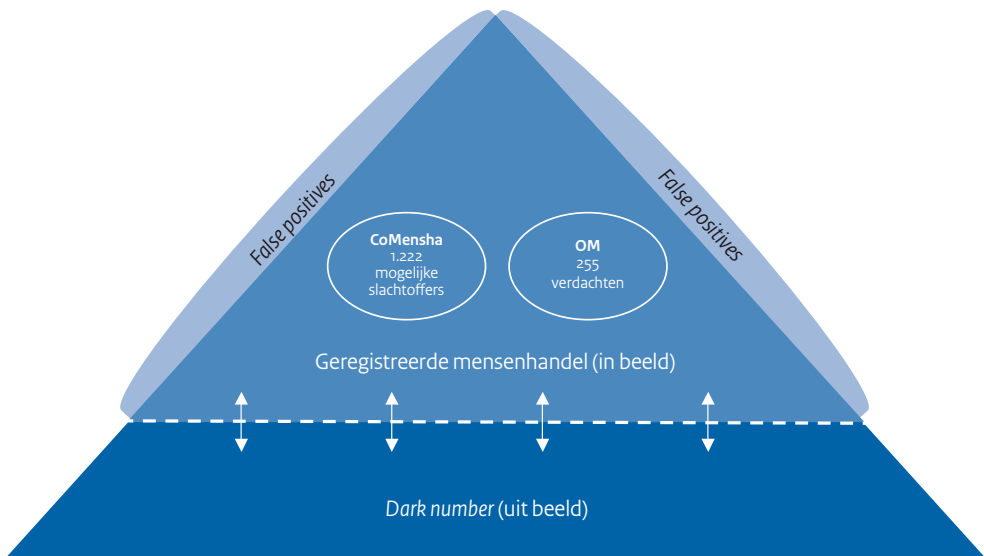 False positives
False positives
CoMensha
1.222
mogelijke
slachtoffers
OM
255
verdachten
Geregistreerde mensenhandel (in beeld)
Dark number (uit beeld)